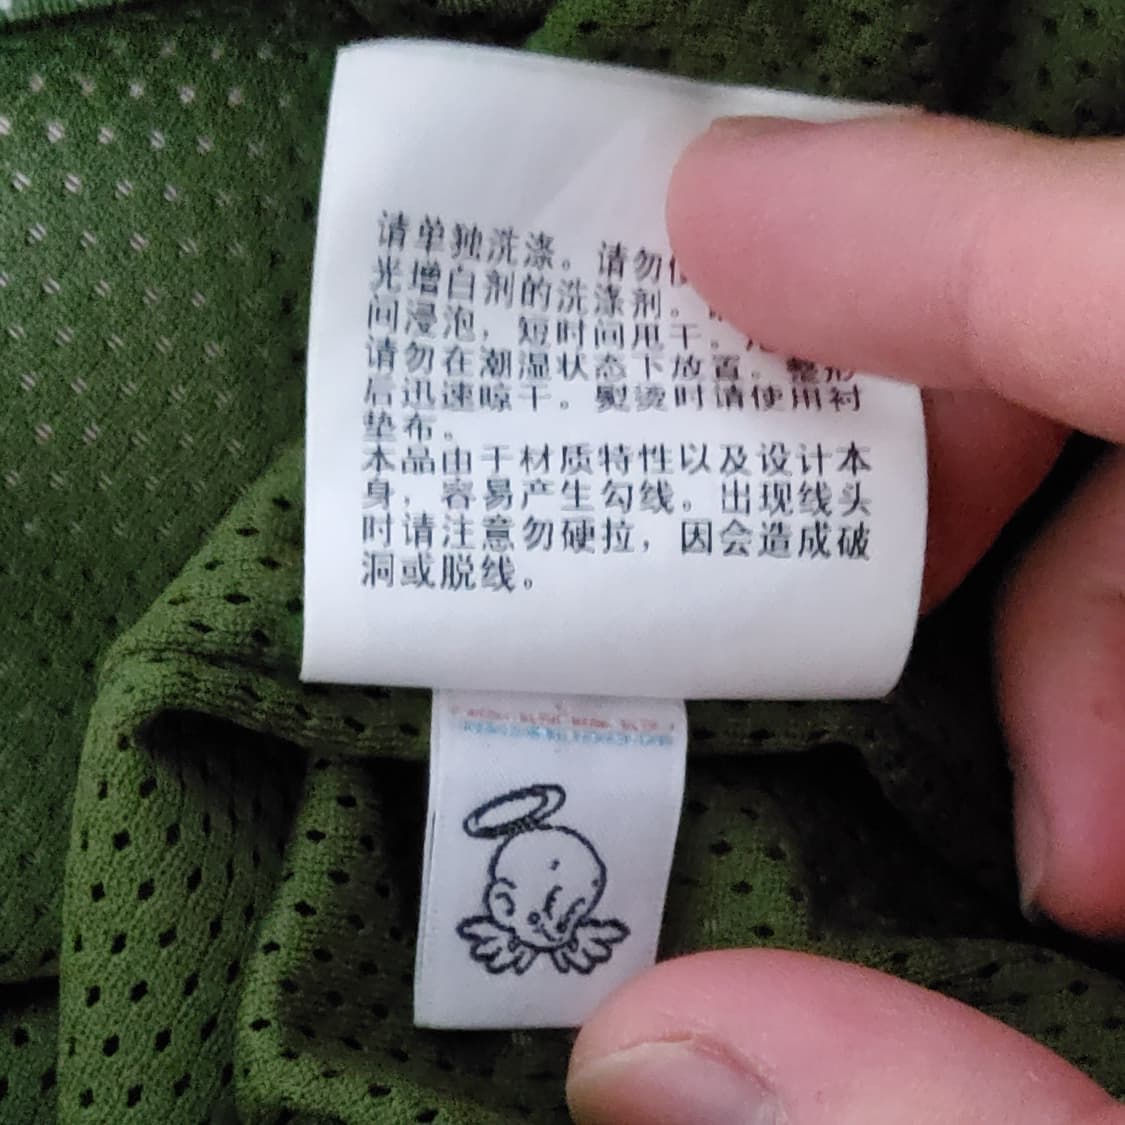 请单独洗涤。请勿
光增白剂的洗涤剂。
间浸泡，短时间甩干。
请勿在潮湿状态下放置。整形
后迅速晾干。熨烫时请使用衬
垫布。
本品由于材质特性以及设计本
身，容易产生勾线。出现线头
时请注意勿硬拉，因会造成破
洞或脱线。